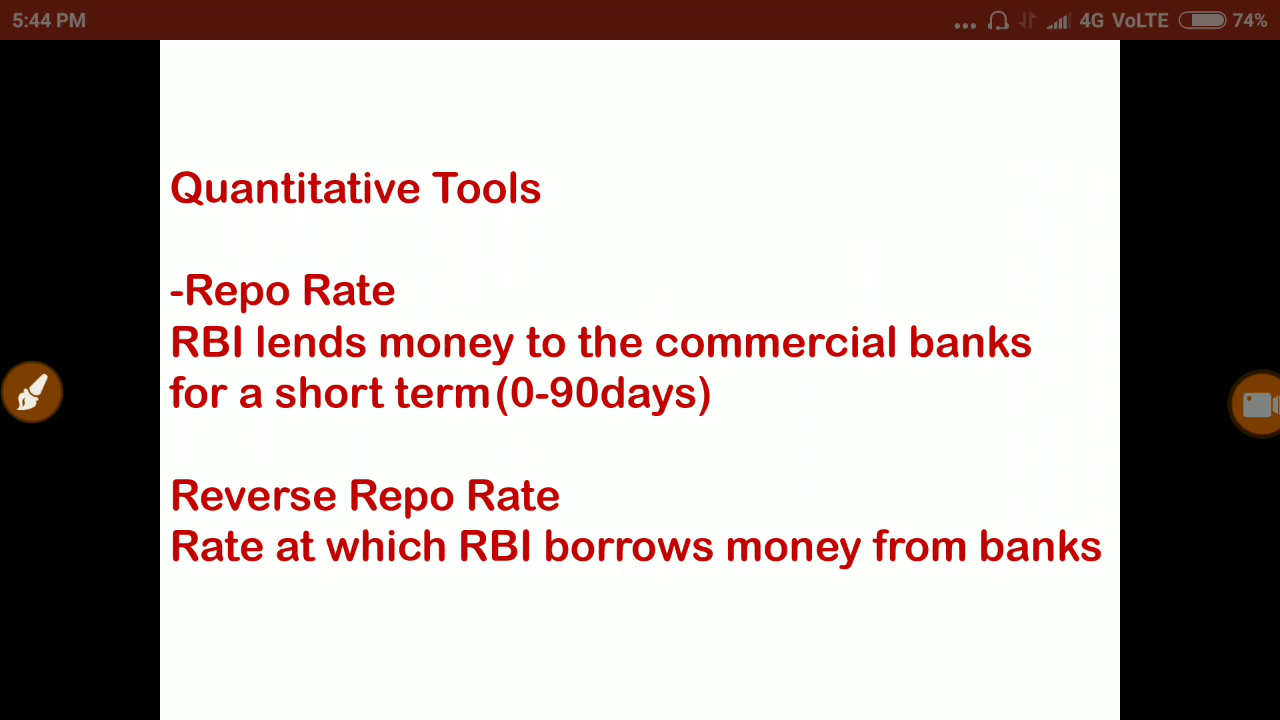 5:44 PM
... 4G VoLTE 74%
Quantitative Tools
-Repo Rate
RBI lends money to the commercial banks
for a short term(0-90days)
Reverse Repo Rate
Rate at which RBI borrows money from banks